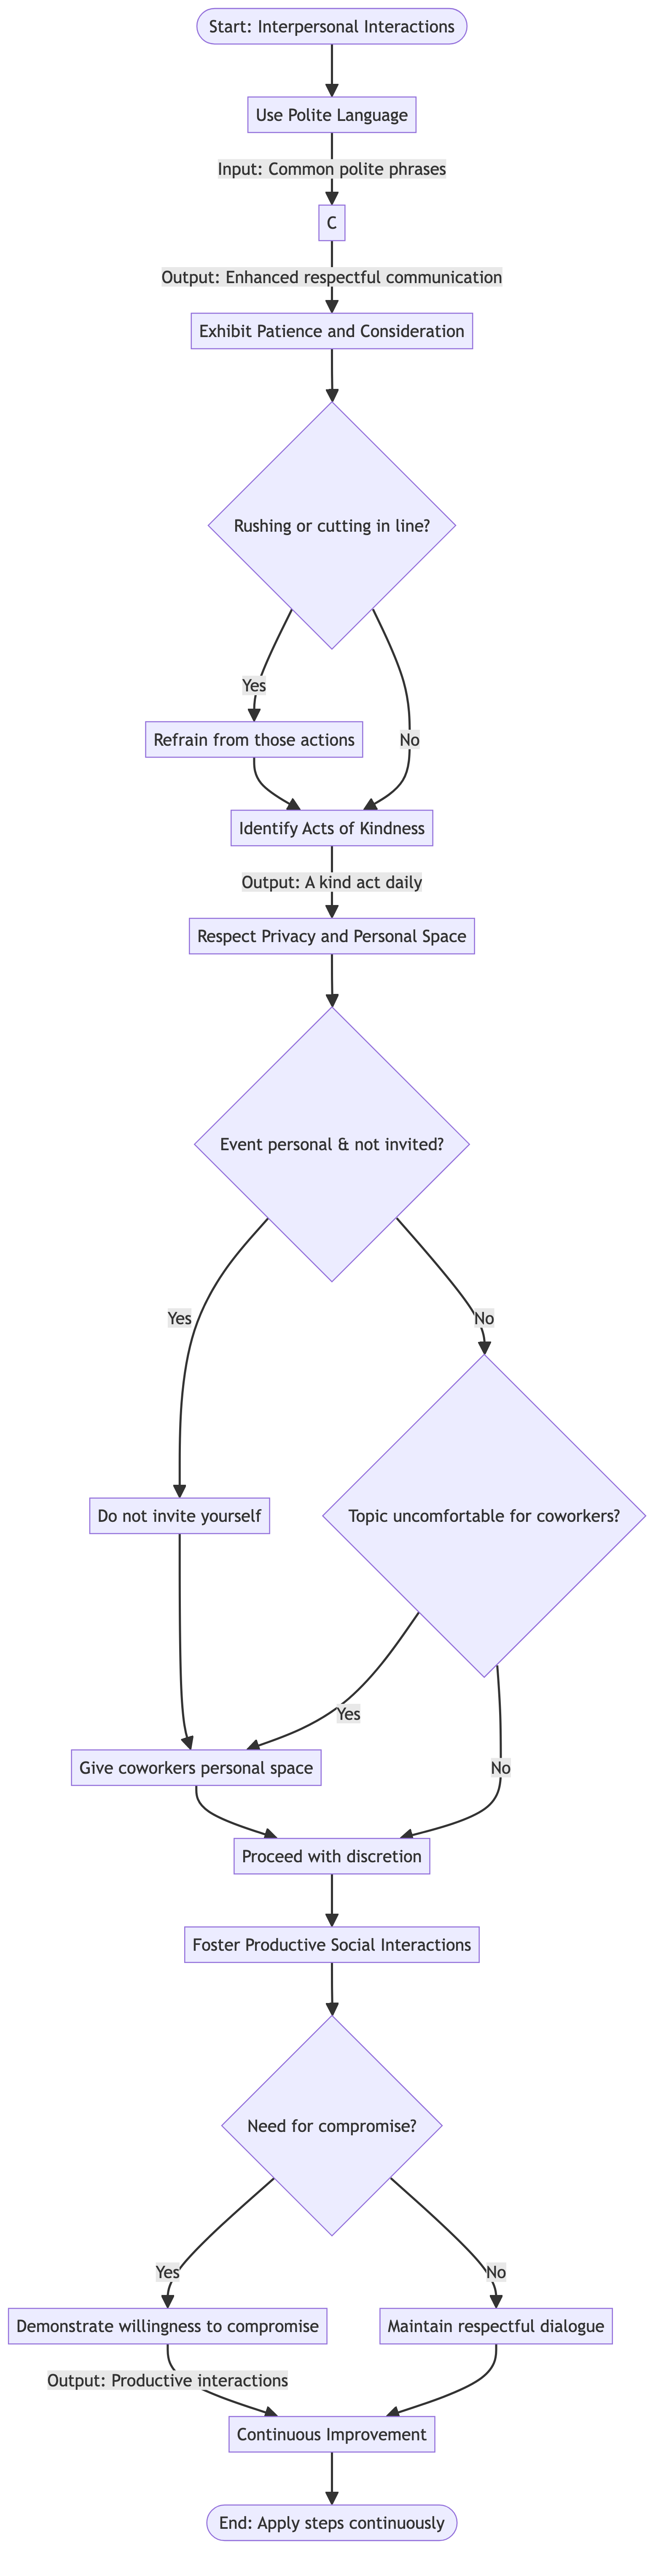 Start: Interpersonal Interactions
Use Polite Language
Input: Common polite phrases
C
Output: Enhanced respectful communication
Exhibit Patience and Consideration
Rushing or cutting in line?
Yes
Refrain from those actions
No
Identify Acts of Kindness
Output: A kind act daily
Respect Privacy and Personal Space
Event personal & not invited?
Yes
No
Do not invite yourself
Topic uncomfortable for coworkers?
Yes
Give coworkers personal space
No
Proceed with discretion
Foster Productive Social Interactions
Need for compromise?
Yes
No
Demonstrate willingness to compromise
Maintain respectful dialogue
Output: Productive interactions
Continuous Improvement
End: Apply steps continuously